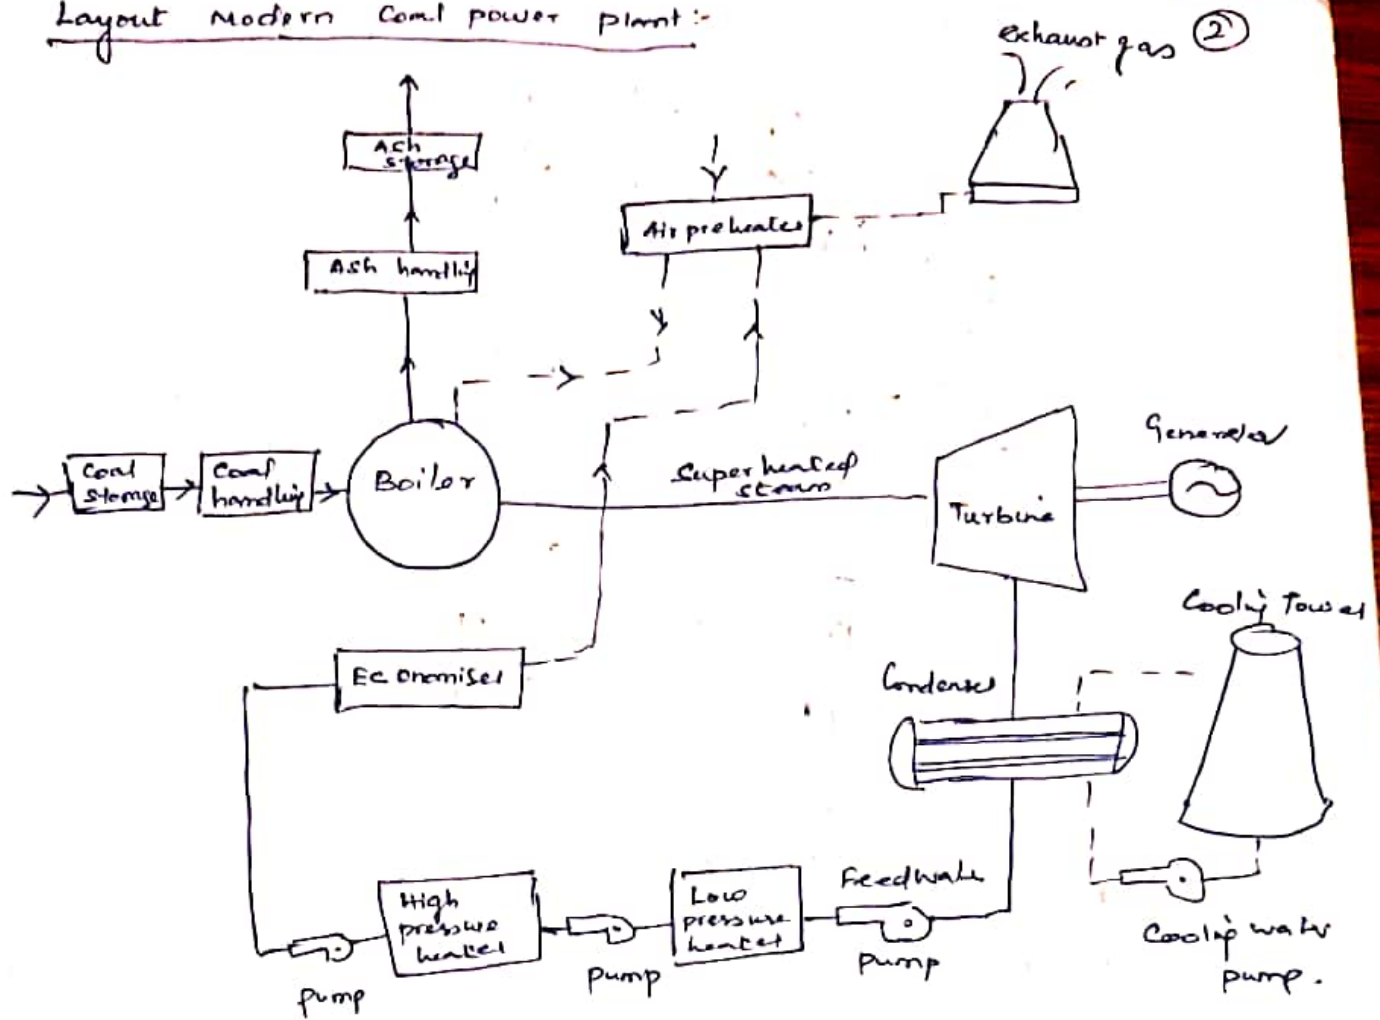 Layout Modern Coal power plant :-
exhaust gas
2
Ash
storage
Air preheater
Ash handling
Generator
Coal
storage
Coal
handling
Boiler
Superheated
steam
Turbine
Cooling Tower
Economiser
Condenser
High
pressure
heater
Low
pressure
heater
Feedwater
pump
pump
pump
Cooling water
pump.